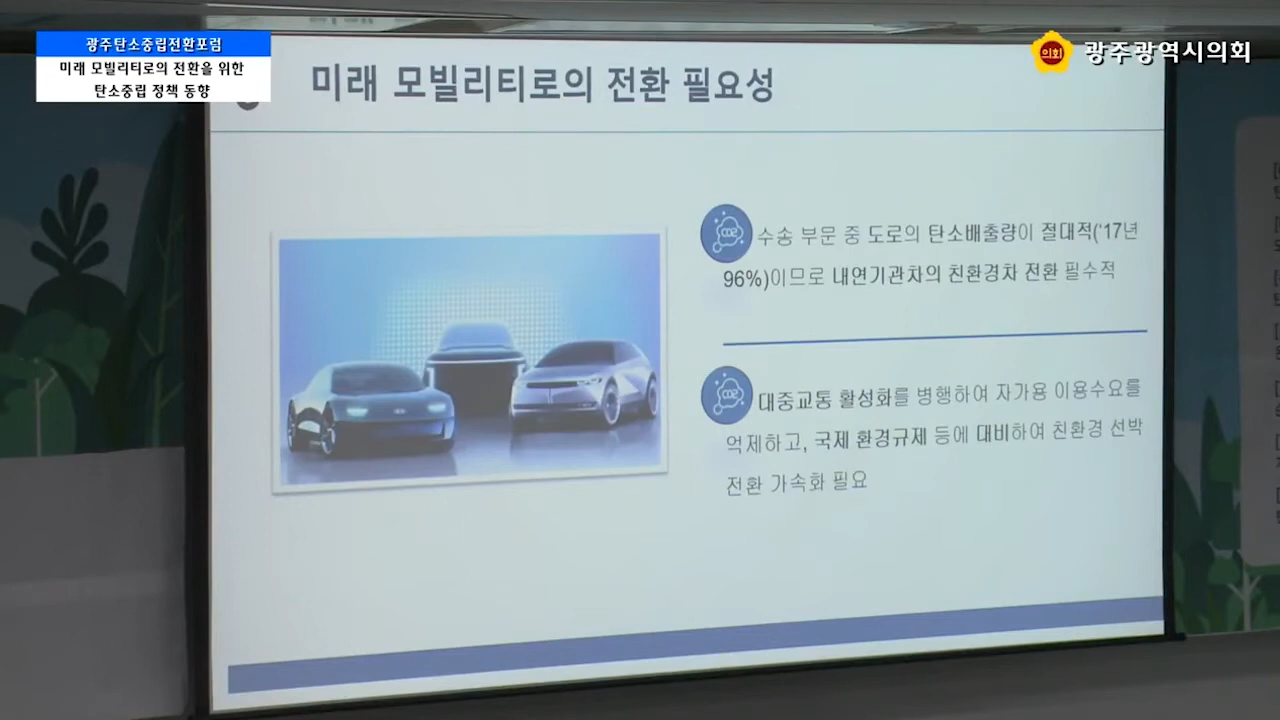 광주탄소중립전환포럼
미래 모빌리티로의 전환을 위한
탄소중립 정책 동향
의회
광주광역시의회
미래 모빌리티로의 전환 필요성
CO2 수송 부문 중 도로의 탄소배출량이 절대적('17년
96%)이므로 내연기관차의 친환경차 전환 필수적
CO2 대중교통 활성화를 병행하여 자가용 이용수요를
억제하고, 국제 환경규제 등에 대비하여 친환경 선박
전환 가속화 필요